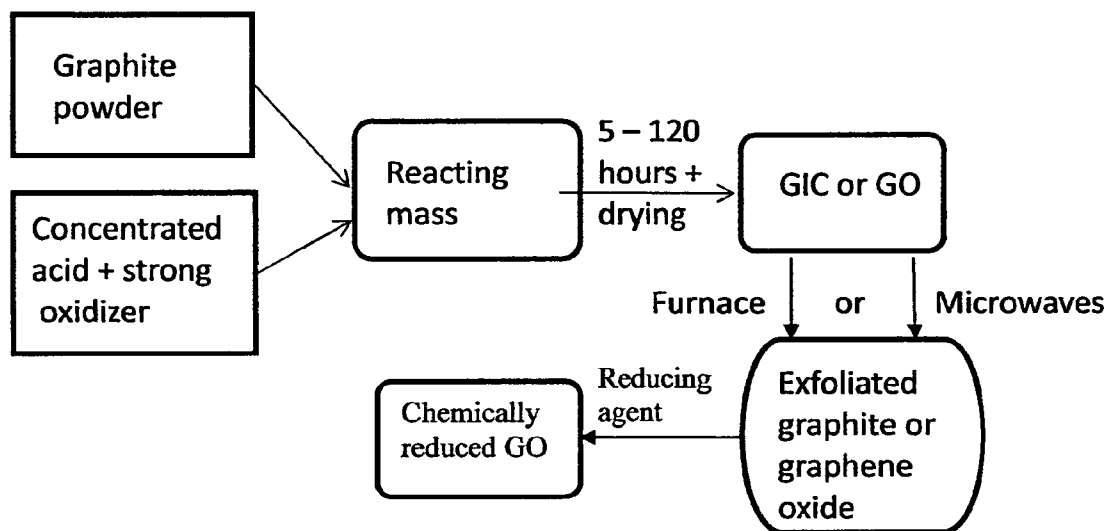 Graphite
powder
Concentrated
acid + strong
oxidizer
Reacting
mass
5 – 120
hours +
drying
GIC or GO
Furnace or Microwaves
Exfoliated
graphite or
graphene
oxide
Reducing
agent
Chemically
reduced GO